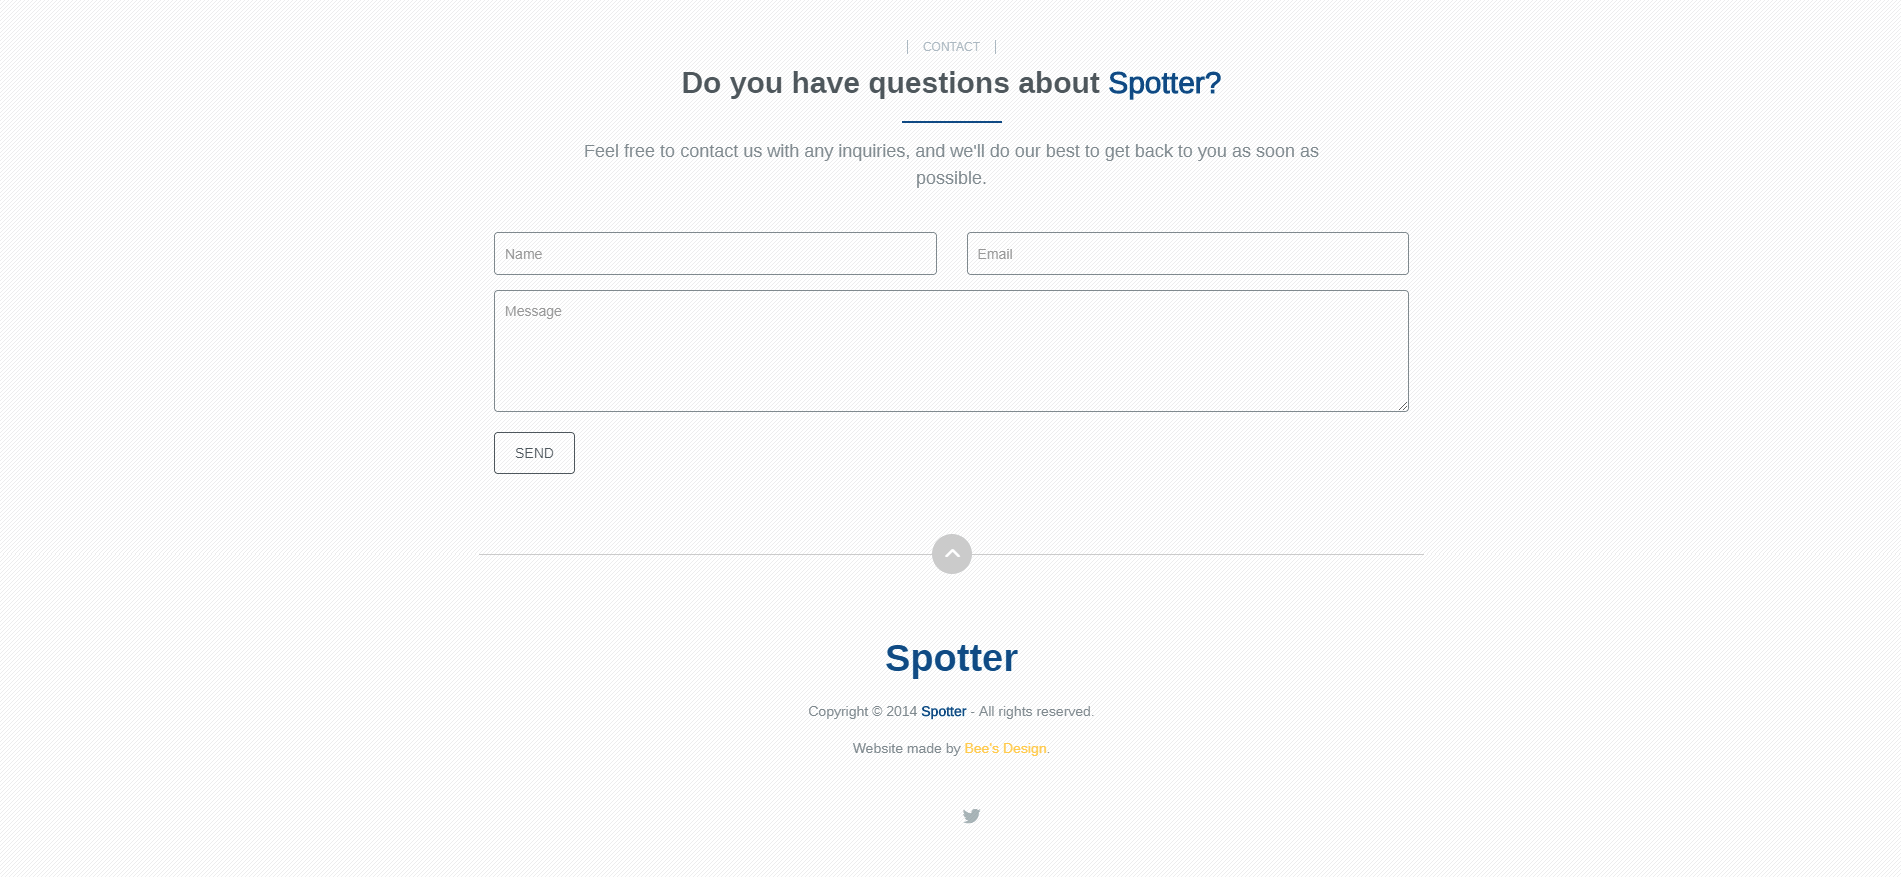 CONTACT
Do you have questions about Spotter?
Feel free to contact us with any inquiries, and we'll do our best to get back to you as soon as
possible.
Name
Email
Message
SEND
Spotter
Copyright © 2014 Spotter - All rights reserved.
Website made by Bee's Design.